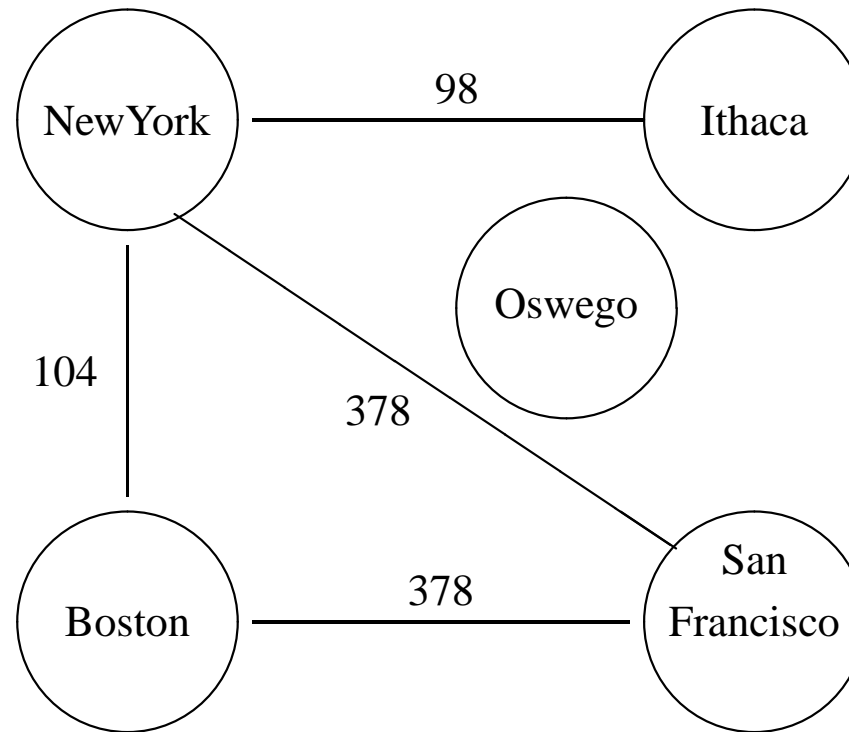 98
NewYork
Ithaca
Oswego
104
378
San
Francisco
378
Boston